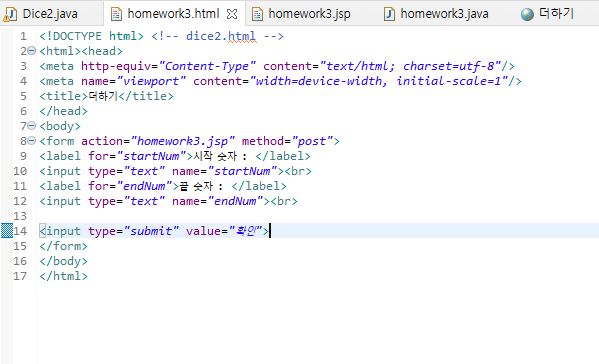 Dice2.java homework3.html homework3.jsp homework3.java 더하기
1 <!DOCTYPE html> <!-- dice2.html -->
2 <html><head>
3 <meta http-equiv="Content-Type" content="text/html; charset=utf-8"/>
4 <meta name="viewport" content="width=device-width, initial-scale=1"/>
5 <title>더하기</title>
6 </head>
7 <body>
8 <form action="homework3.jsp" method="post">
9 <label for="startNum">시작 숫자 : </label>
10 <input type="text" name="startNum"><br>
11 <label for="endNum">끝 숫자 : </label>
12 <input type="text" name="endNum"><br>
13
14 <input type="submit" value="확인">
15 </form>
16 </body>
17 </html>